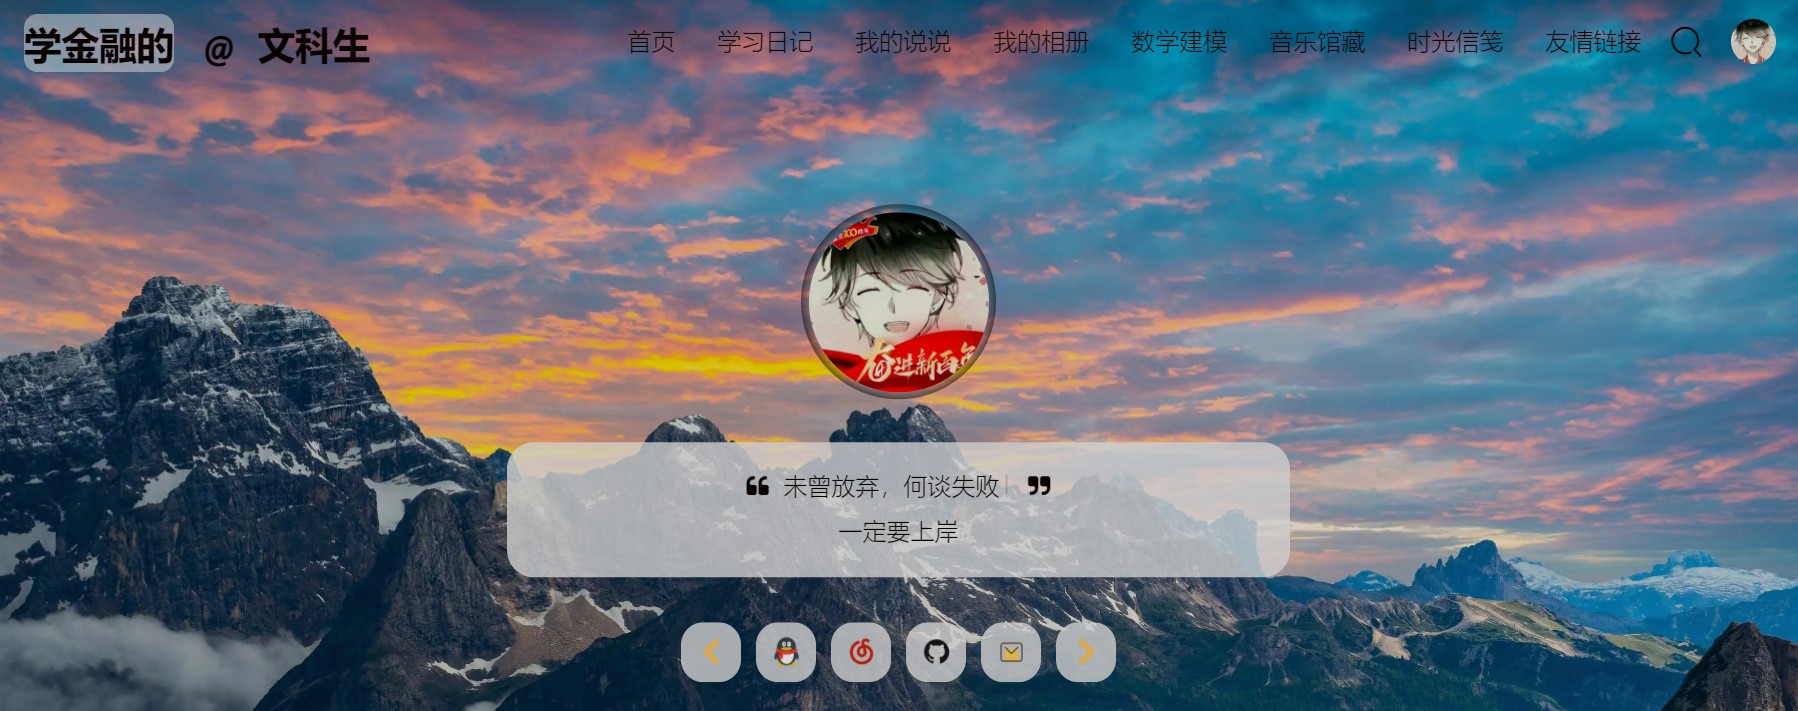 学金融的 @ 文科生
首页 学习日记 我的说说 我的相册 数学建模 音乐馆藏 时光信笺 友情链接
奋进新百年
❝ 未曾放弃，何谈失败 ❞
一定要上岸